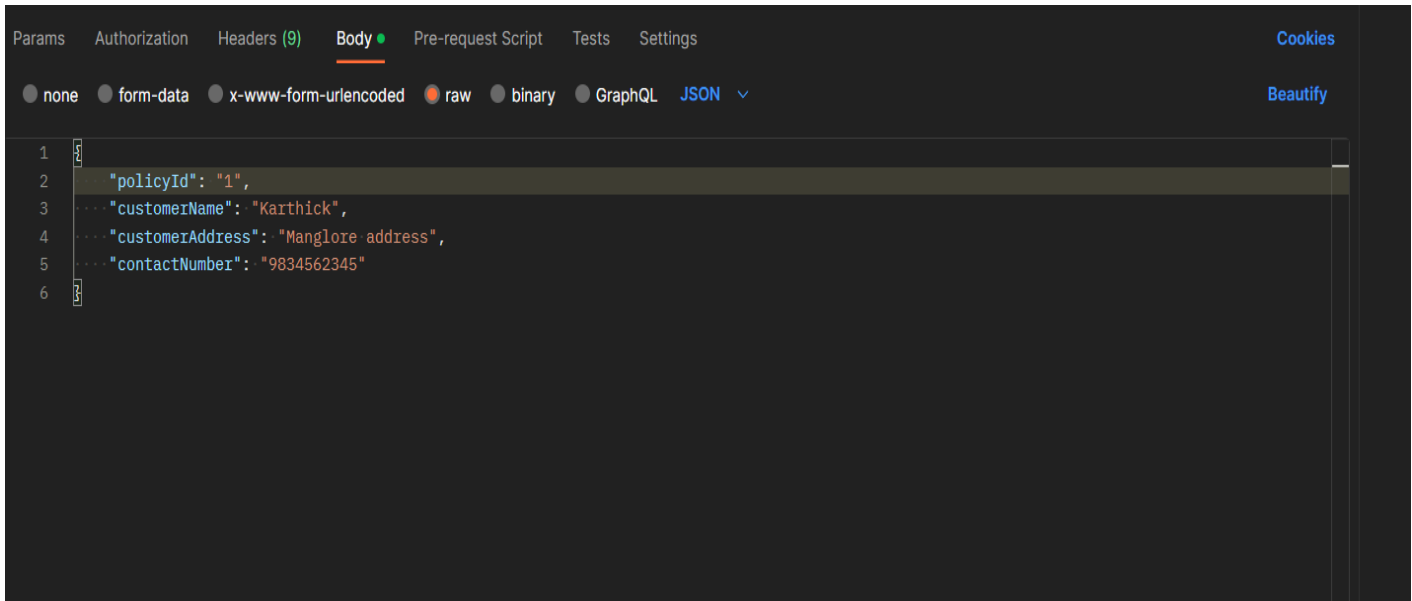 Params Authorization Headers (9) Body Pre-request Script Tests Settings Cookies
none form-data x-www-form-urlencoded raw binary GraphQL JSON Beautify
1 {
2 "policyId": "1",
3 "customerName": "Karthick",
4 "customerAddress": "Manglore address",
5 "contactNumber": "9834562345"
6 }